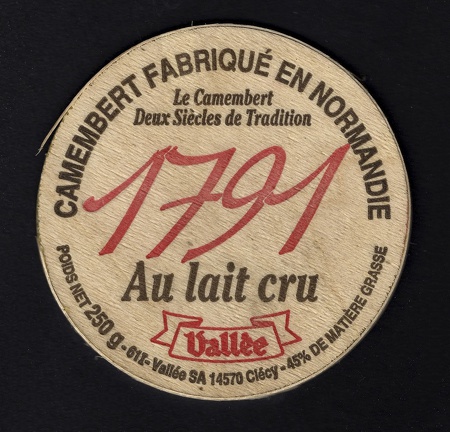 CAMEMBERT FABRIQUÉ EN NORMANDIE
Le Camembert
Deux Siècles de Tradition
1791
Au lait cru
Vallée
POIDS NET 250 g - 61I - Vallée SA 14570 Clécy - 45% DE MATIÈRE GRASSE